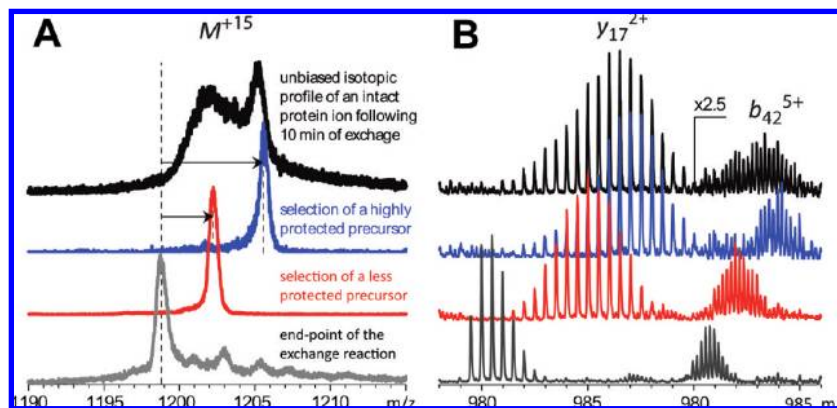 A
M+15
unbiased isotopic
profile of an intact
protein ion following
10 min of exchage
selection of a highly
protected precursor
selection of a less
protected precursor
end-point of the
exchange reaction
1190 1195 1200 1205 m/z
B
y17 2+
x2.5
b42 5+
980 985 980 985 m